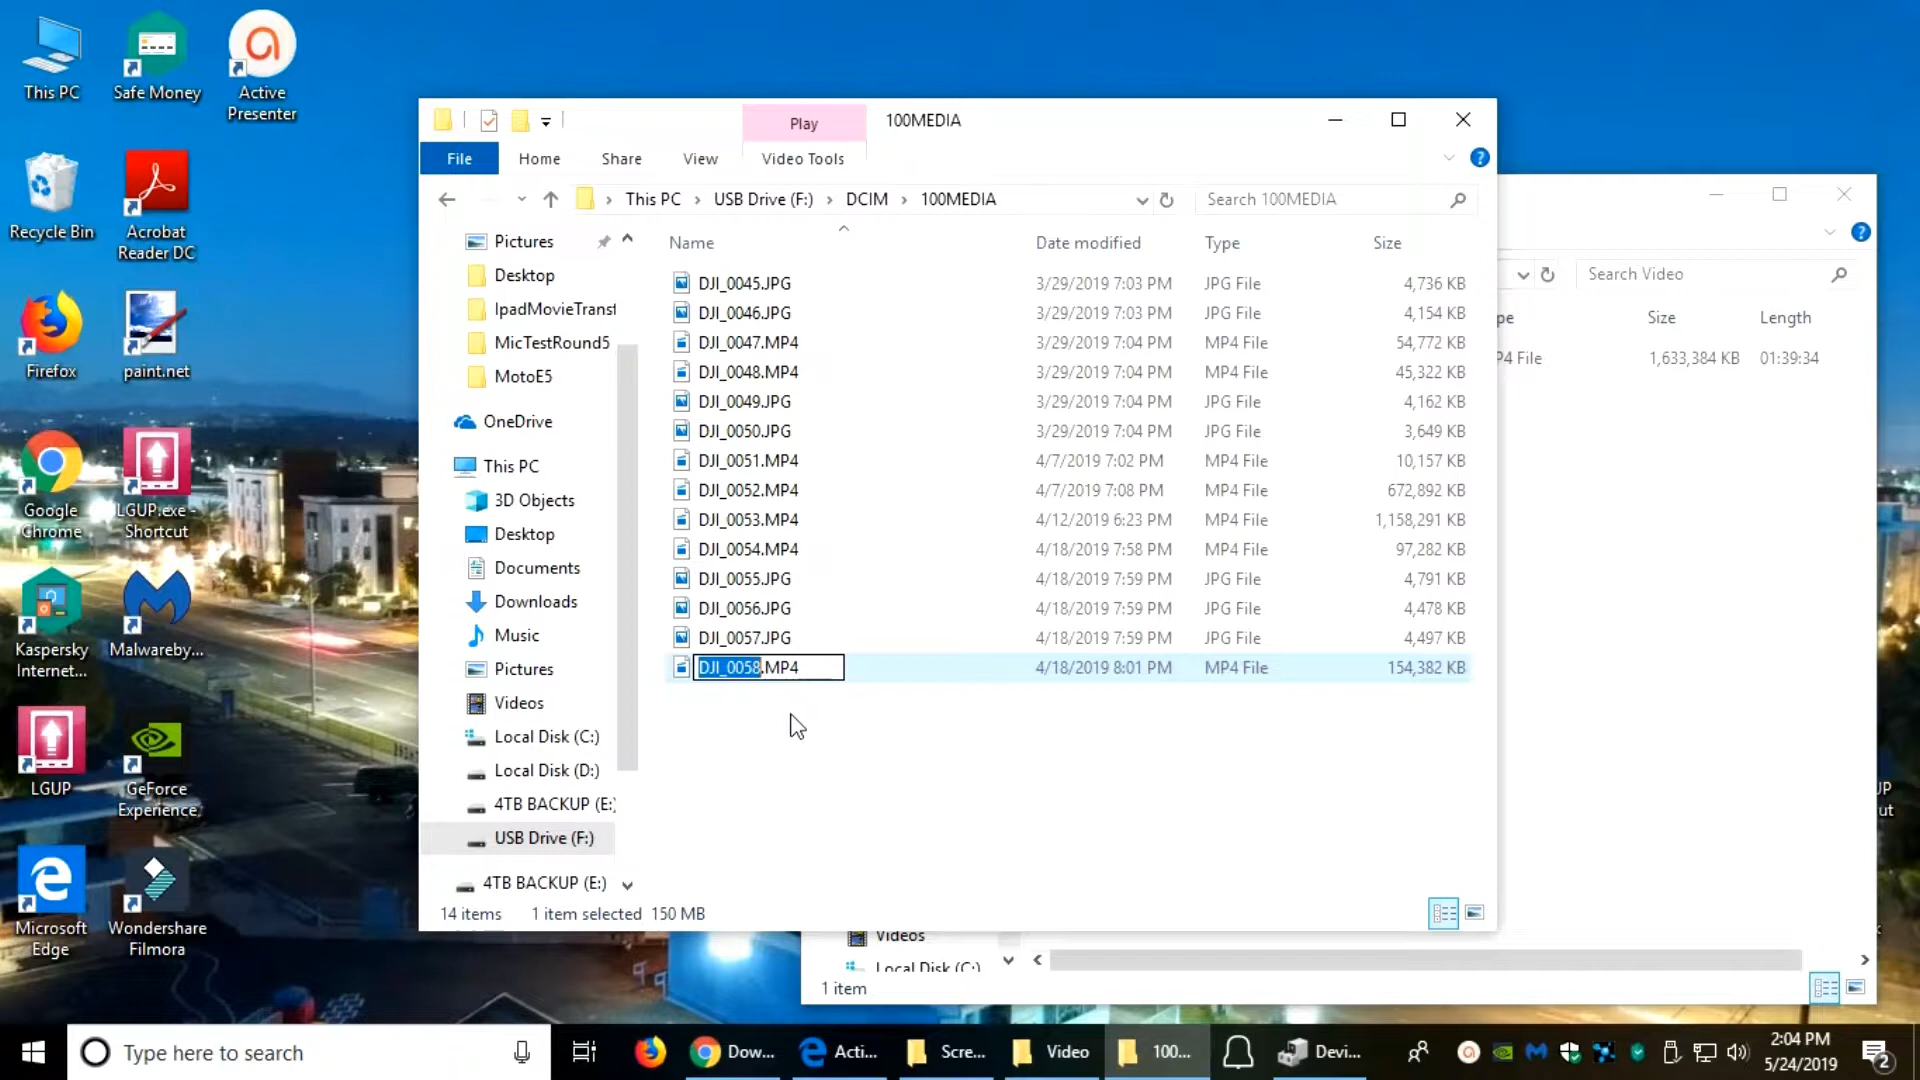 This PC
Safe Money
Active
Presenter
Recycle Bin
Acrobat
Reader DC
Firefox
paint.net
Google
Chrome
LGUP.exe -
Shortcut
Kaspersky
Internet...
Malwareby...
LGUP
GeForce
Experience
Microsoft
Edge
Wondershare
Filmora
Play
100MEDIA
File
Home
Share
View
Video Tools
This PC
USB Drive (F:)
DCIM
100MEDIA
Search 100MEDIA
Pictures
Desktop
IpadMovieTransf
MicTestRound5
MotoE5
OneDrive
This PC
3D Objects
Desktop
Documents
Downloads
Music
Pictures
Videos
Local Disk (C:)
Local Disk (D:)
4TB BACKUP (E:)
USB Drive (F:)
4TB BACKUP (E:)
Name Date modified Type Size
DJI_0045.JPG 3/29/2019 7:03 PM JPG File 4,736 KB
DJI_0046.JPG 3/29/2019 7:03 PM JPG File 4,154 KB
DJI_0047.MP4 3/29/2019 7:04 PM MP4 File 54,772 KB
DJI_0048.MP4 3/29/2019 7:04 PM MP4 File 45,322 KB
DJI_0049.JPG 3/29/2019 7:04 PM JPG File 4,162 KB
DJI_0050.JPG 3/29/2019 7:04 PM JPG File 3,649 KB
DJI_0051.MP4 4/7/2019 7:02 PM MP4 File 10,157 KB
DJI_0052.MP4 4/7/2019 7:08 PM MP4 File 672,892 KB
DJI_0053.MP4 4/12/2019 6:23 PM MP4 File 1,158,291 KB
DJI_0054.MP4 4/18/2019 7:58 PM MP4 File 97,282 KB
DJI_0055.JPG 4/18/2019 7:59 PM JPG File 4,791 KB
DJI_0056.JPG 4/18/2019 7:59 PM JPG File 4,478 KB
DJI_0057.JPG 4/18/2019 7:59 PM JPG File 4,497 KB
DJI_0058.MP4 4/18/2019 8:01 PM MP4 File 154,382 KB
14 items 1 item selected 150 MB
Search Video
pe Size Length
P4 File 1,633,384 KB 01:39:34
Videos
Local Disk (C:)
1 item
UP
ut
Type here to search
Dow...
Acti...
Scre...
Video
100...
Devi...
2:04 PM
5/24/2019
2